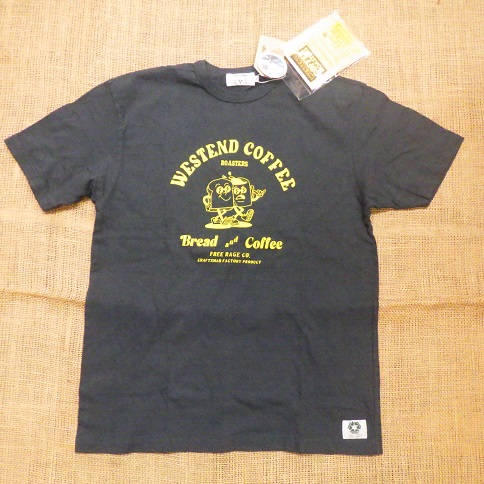 WESTEND COFFEE
ROASTERS
Bread and Coffee
FREE RAGE CO.
CRAFTSMAN FACTORY PRODUCT